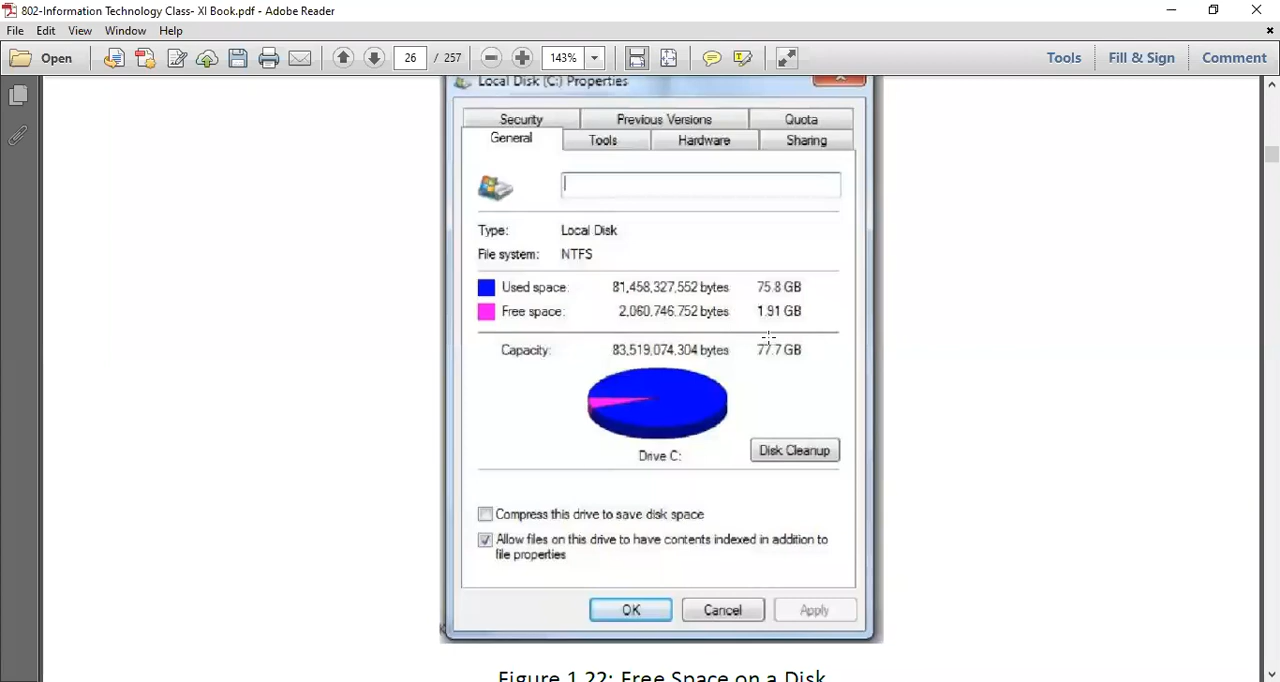 802-Information Technology Class- XI Book.pdf - Adobe Reader
File Edit View Window Help
Open 26 / 257 143% Tools Fill & Sign Comment
Local Disk (C:) Properties
Security Previous Versions Quota
General Tools Hardware Sharing
Type: Local Disk
File system: NTFS
Used space: 81,458,327,552 bytes 75.8 GB
Free space: 2,060,746,752 bytes 1.91 GB
Capacity: 83,519,074,304 bytes 77.7 GB
Drive C: Disk Cleanup
Compress this drive to save disk space
Allow files on this drive to have contents indexed in addition to
file properties
OK Cancel Apply
Figure 1.22: Free Space on a Disk